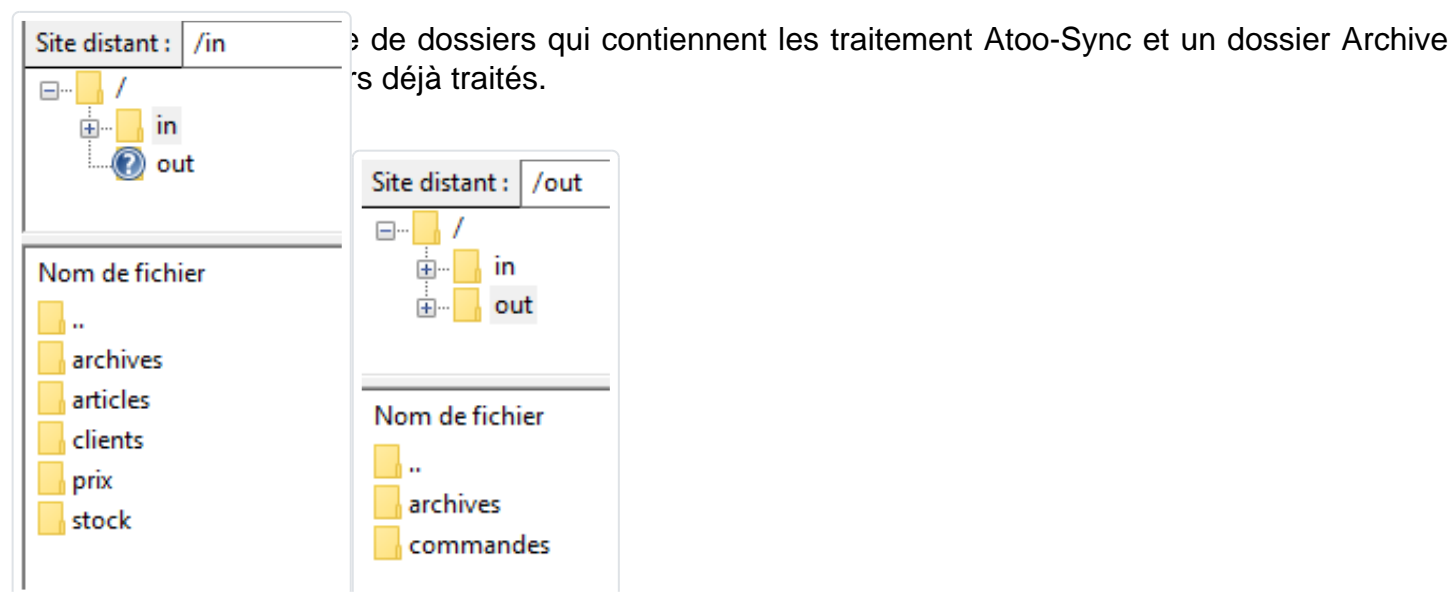 de dossiers qui contiennent les traitement Atoo-Sync et un dossier Archive
déjà traités.
Site distant : /in
/
in
out
Nom de fichier
..
archives
articles
clients
prix
stock
Site distant : /out
/
in
out
Nom de fichier
..
archives
commandes